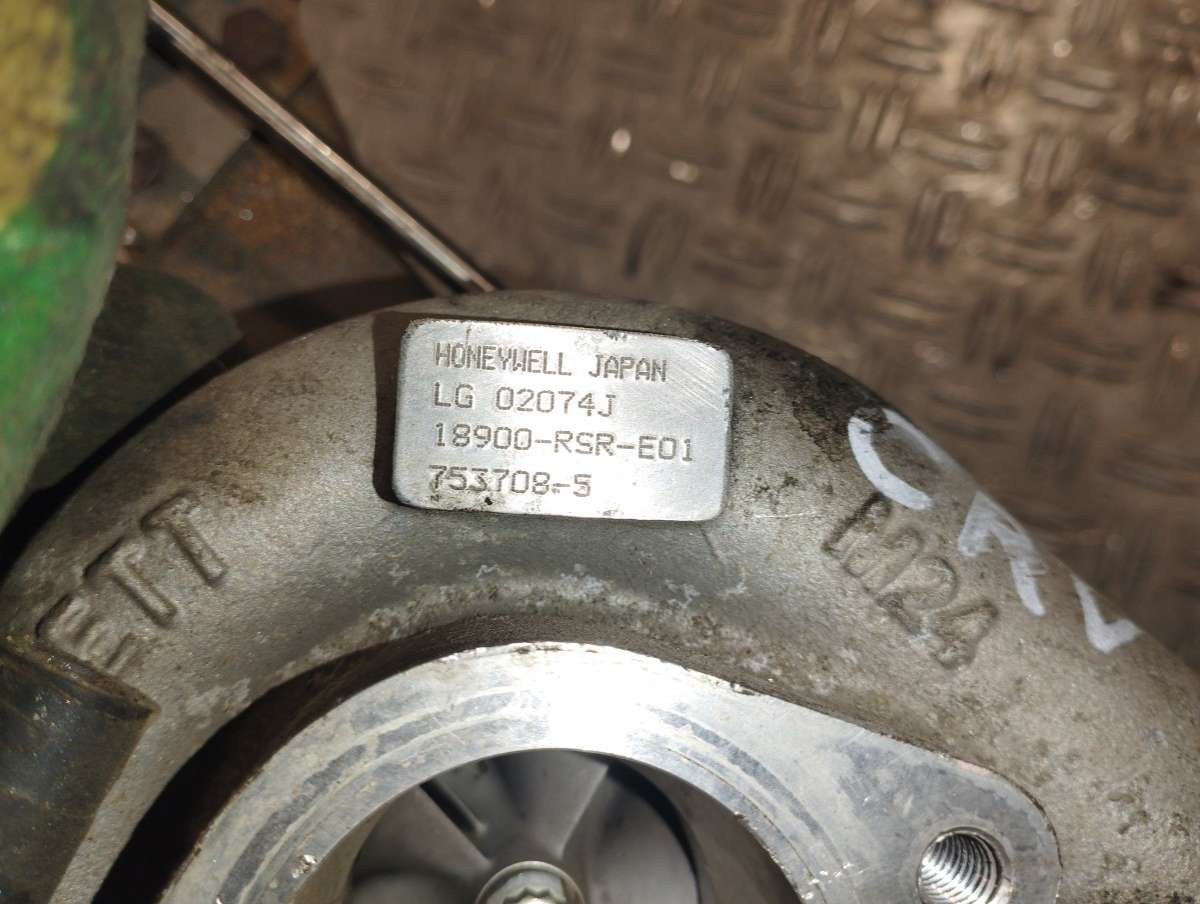 HONEYWELL JAPAN
LG 02074J
18900-RSR-E01
753708-5
ETT
M24